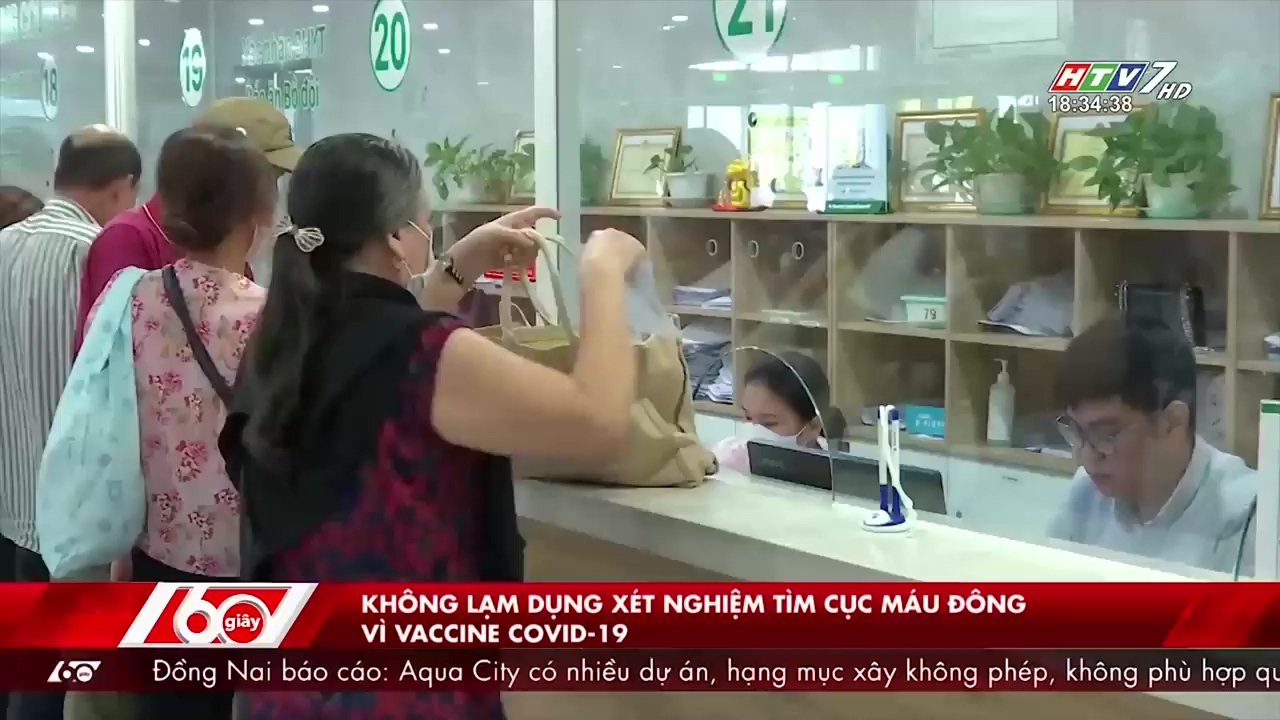 18
19
20
21
HTV7 HD
18:34:38
79
60 giây
KHÔNG LẠM DỤNG XÉT NGHIỆM TÌM CỤC MÁU ĐÔNG
VÌ VACCINE COVID-19
Đồng Nai báo cáo: Aqua City có nhiều dự án, hạng mục xây không phép, không phù hợp